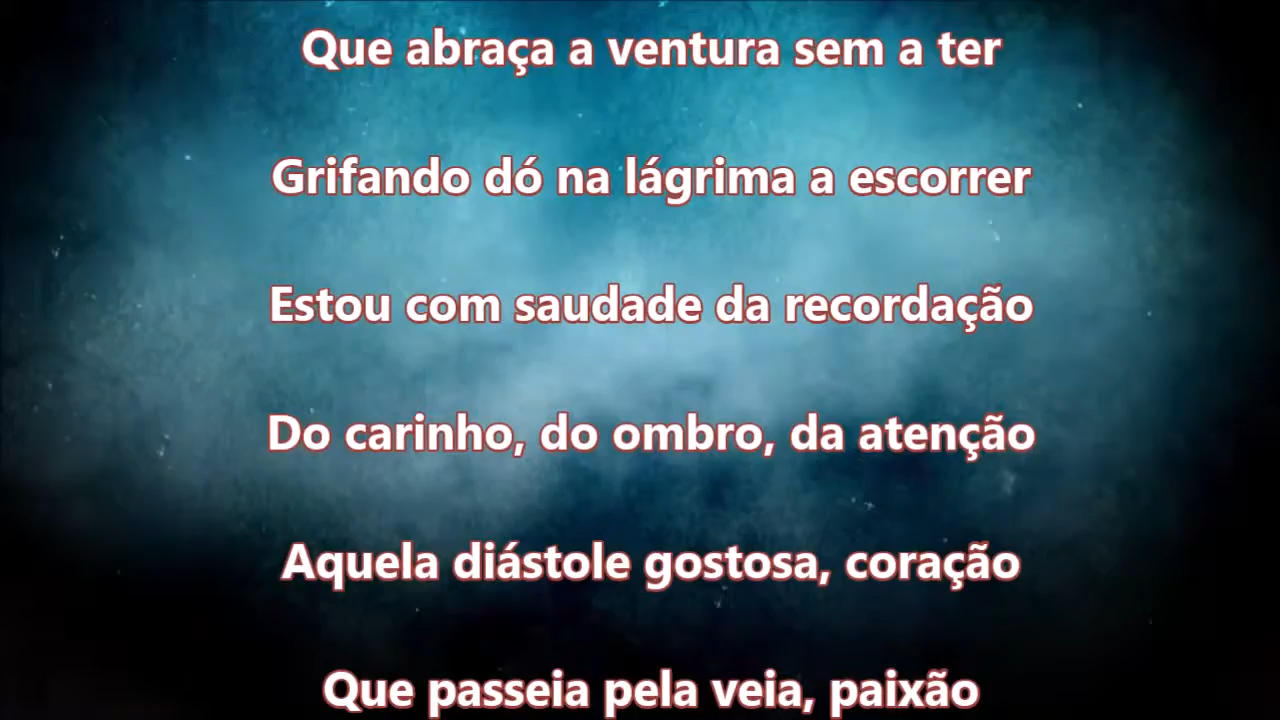 Que abraça a ventura sem a ter
Grifando dó na lágrima a escorrer
Estou com saudade da recordação
Do carinho, do ombro, da atenção
Aquela diástole gostosa, coração
Que passeia pela veia, paixão